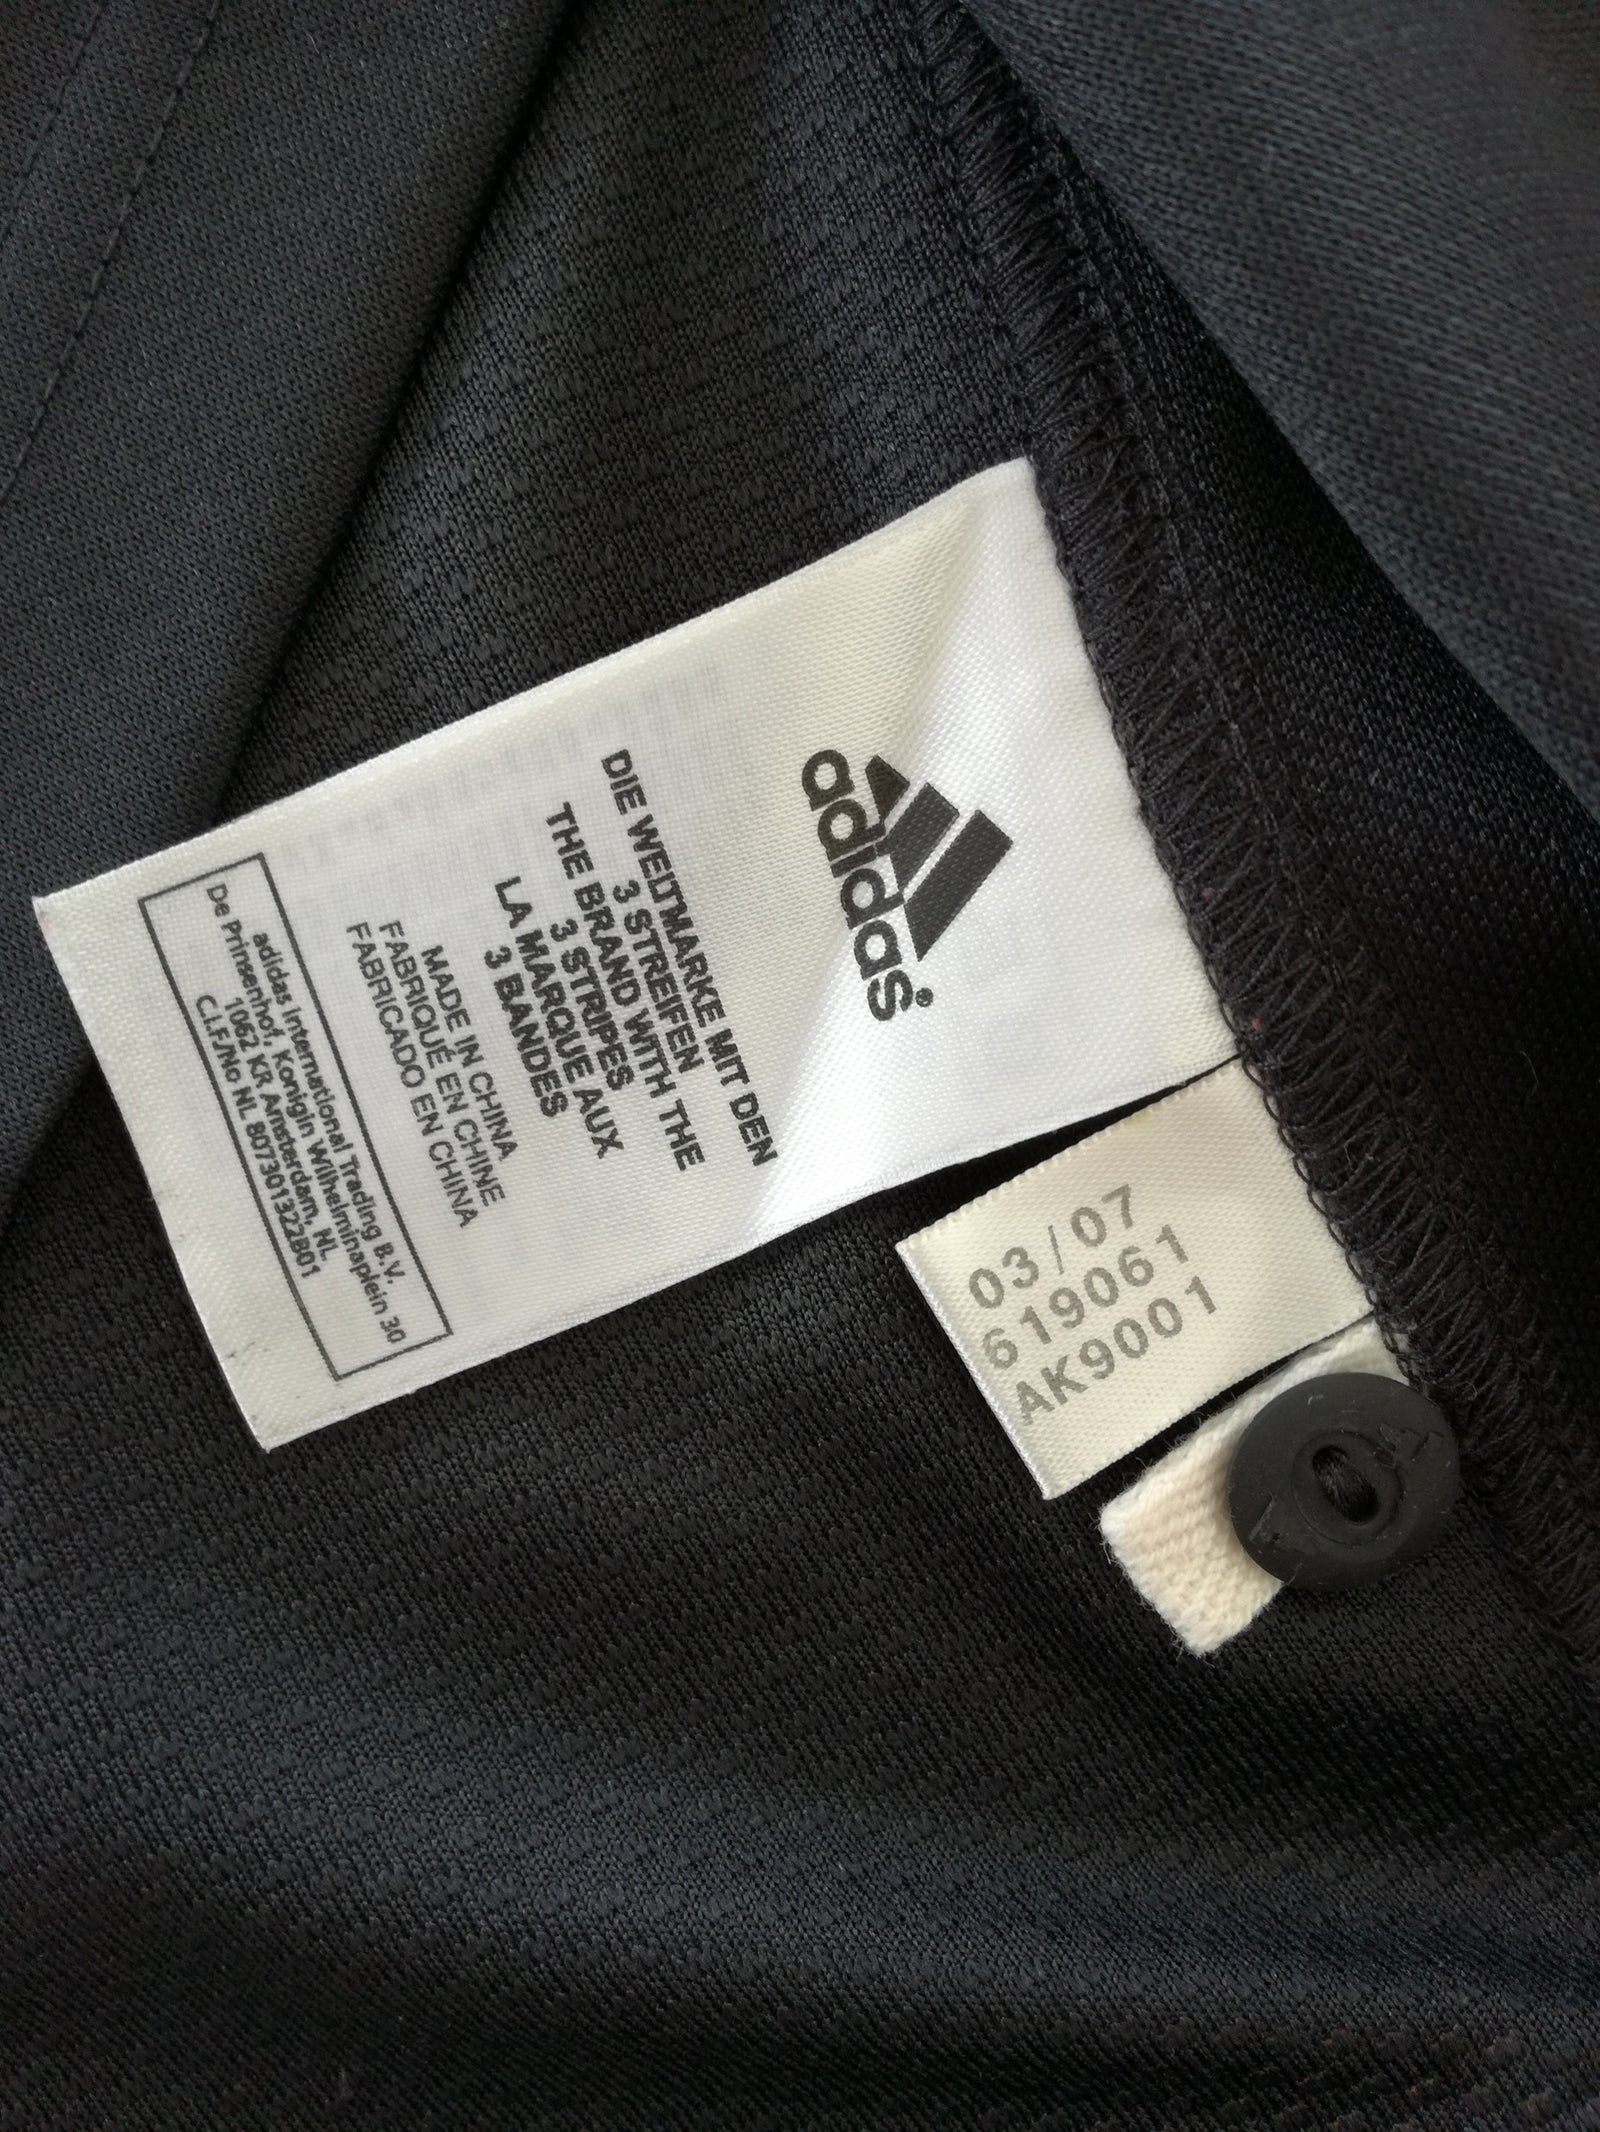 adidas®
DIE WELTMARKE MIT DEN
3 STREIFEN
THE BRAND WITH THE
3 STRIPES
LA MARQUE AUX
3 BANDES
MADE IN CHINA
FABRIQUÉ EN CHINE
FABRICADO EN CHINA
adidas International Trading B.V.
De Prinsenhof, Konigin Wilhelminaplein 30
1062 KR Amsterdam, NL
C.I.F/No NL 807301322B01
03/07
619061
AK9001